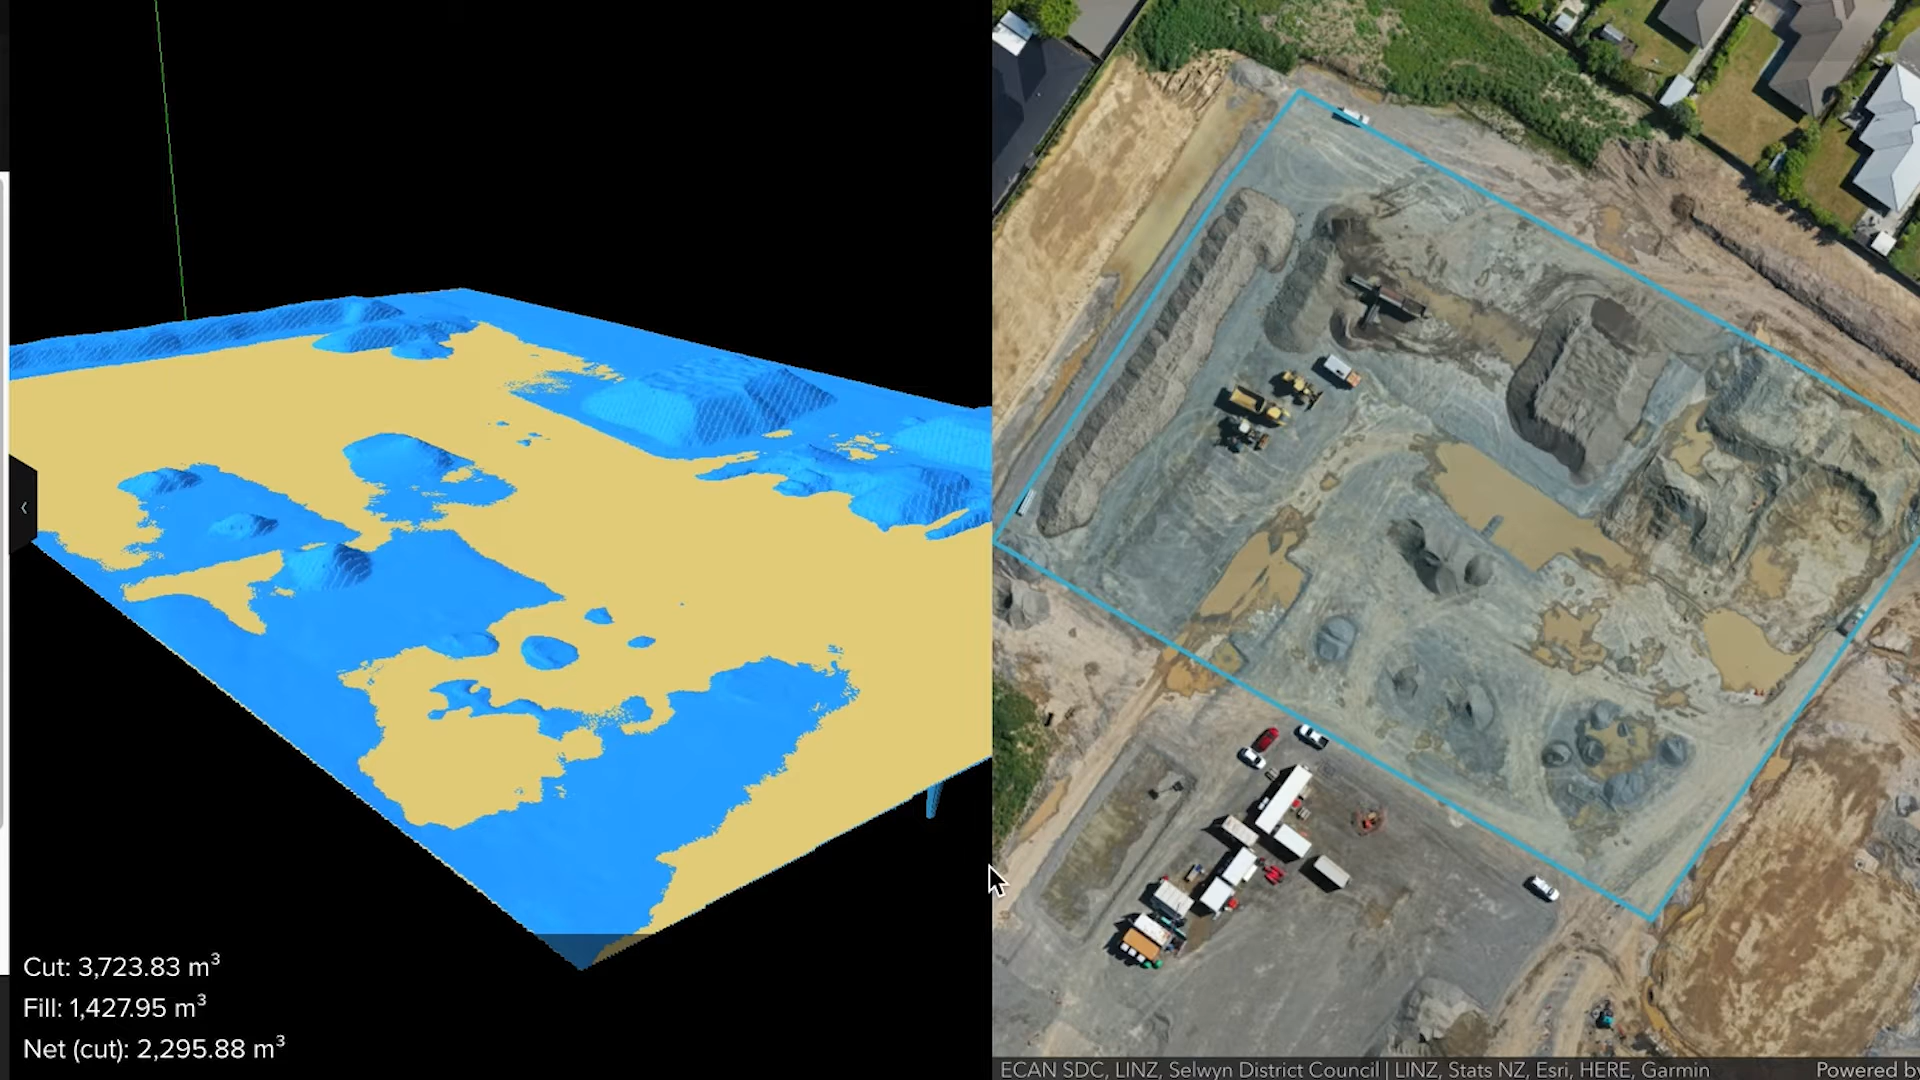 Cut: 3,723.83 m³
Fill: 1,427.95 m³
Net (cut): 2,295.88 m³
ECAN SDC, LINZ, Selwyn District Council | LINZ, Stats NZ, Esri, HERE, Garmin
Powered by